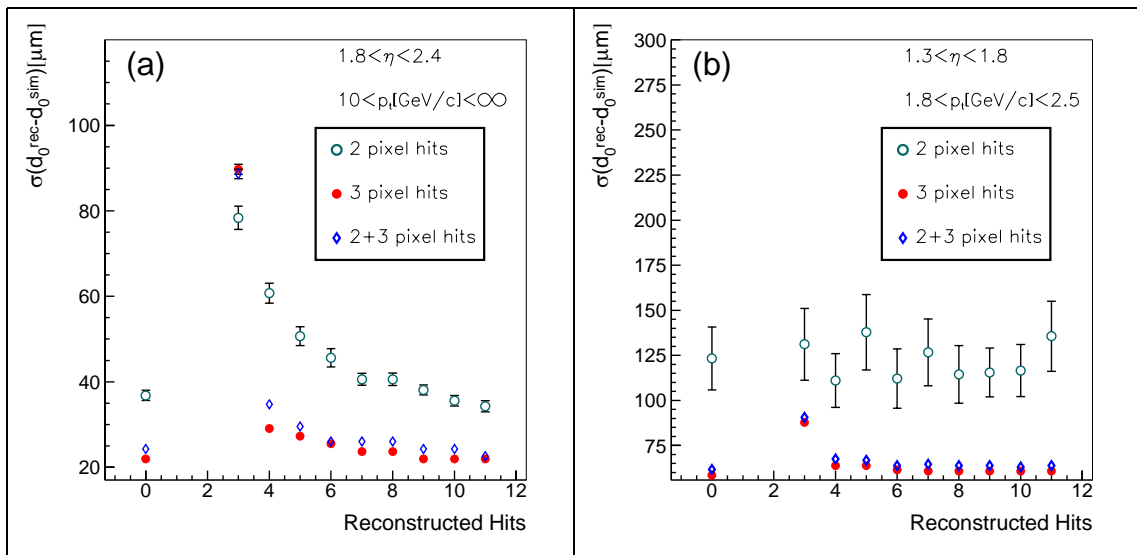 (a)
1.8<η<2.4
10<pₜ[GeV/c]<∞
σ(d₀ʳᵉᶜ-d₀ˢⁱᵐ)[μm]
2 pixel hits
3 pixel hits
2+3 pixel hits
100
80
60
40
20
0 2 4 6 8 10 12
Reconstructed Hits
(b)
1.3<η<1.8
1.8<pₜ[GeV/c]<2.5
σ(d₀ʳᵉᶜ-d₀ˢⁱᵐ)[μm]
2 pixel hits
3 pixel hits
2+3 pixel hits
300
275
250
225
200
175
150
125
100
75
0 2 4 6 8 10 12
Reconstructed Hits